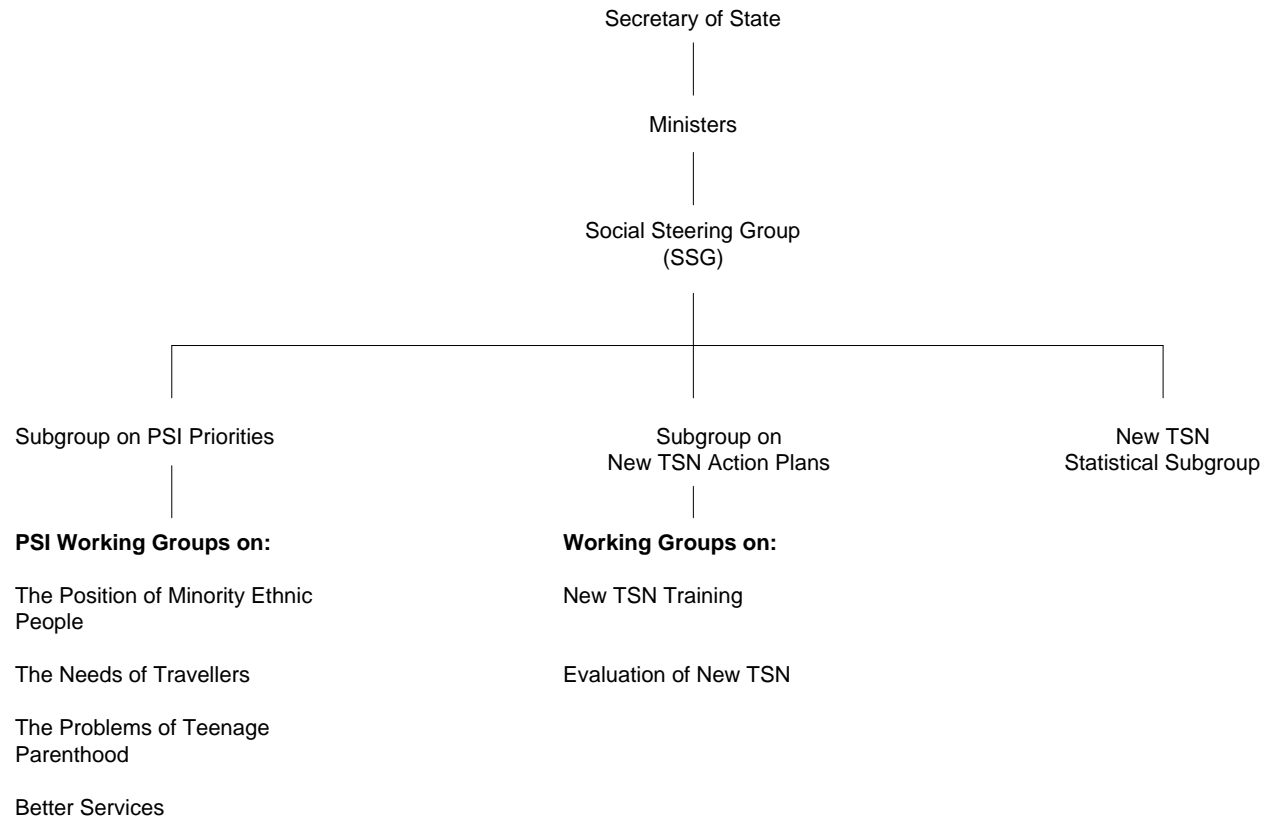 Secretary of State
Ministers
Social Steering Group
(SSG)
Subgroup on PSI Priorities
Subgroup on
New TSN Action Plans
New TSN
Statistical Subgroup
PSI Working Groups on:
The Position of Minority Ethnic
People
The Needs of Travellers
The Problems of Teenage
Parenthood
Better Services
Working Groups on:
New TSN Training
Evaluation of New TSN